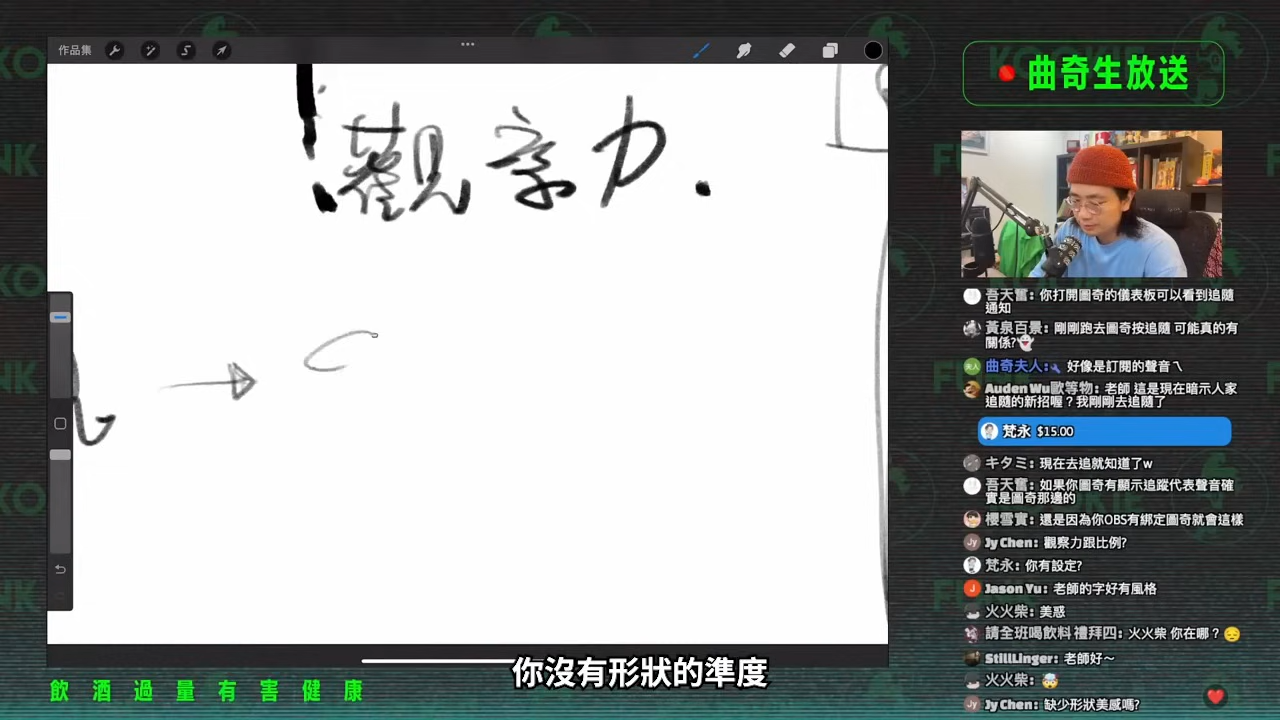 作品集
觀察力.
曲奇生放送
吾天奮: 你打開圖奇的儀表板可以看到追隨
通知
黃泉百景: 剛剛跑去圖奇按追隨 可能真的有
關係?👻
曲奇夫人: 好像是訂閱的聲音ㄟ
Auden Wu歐等物: 老師 這是現在暗示人家
追隨的新招喔？我剛剛去追隨了
梵永 $15.00
キタミ: 現在去追就知道了w
吾天奮: 如果你圖奇有顯示追蹤代表聲音確
實是圖奇那邊的
櫻雪實: 還是因為你OBS有綁定圖奇就會這樣
Jy Chen: 觀察力跟比例?
梵永: 你有設定?
Jason Yu: 老師的字好有風格
火火柴: 美惑
請全班喝飲料 禮拜四: 火火柴 你在哪？😔
StillLinger: 老師好～
火火柴: 🤯
Jy Chen: 缺少形狀美感嗎?
你沒有形狀的準度
飲酒過量有害健康